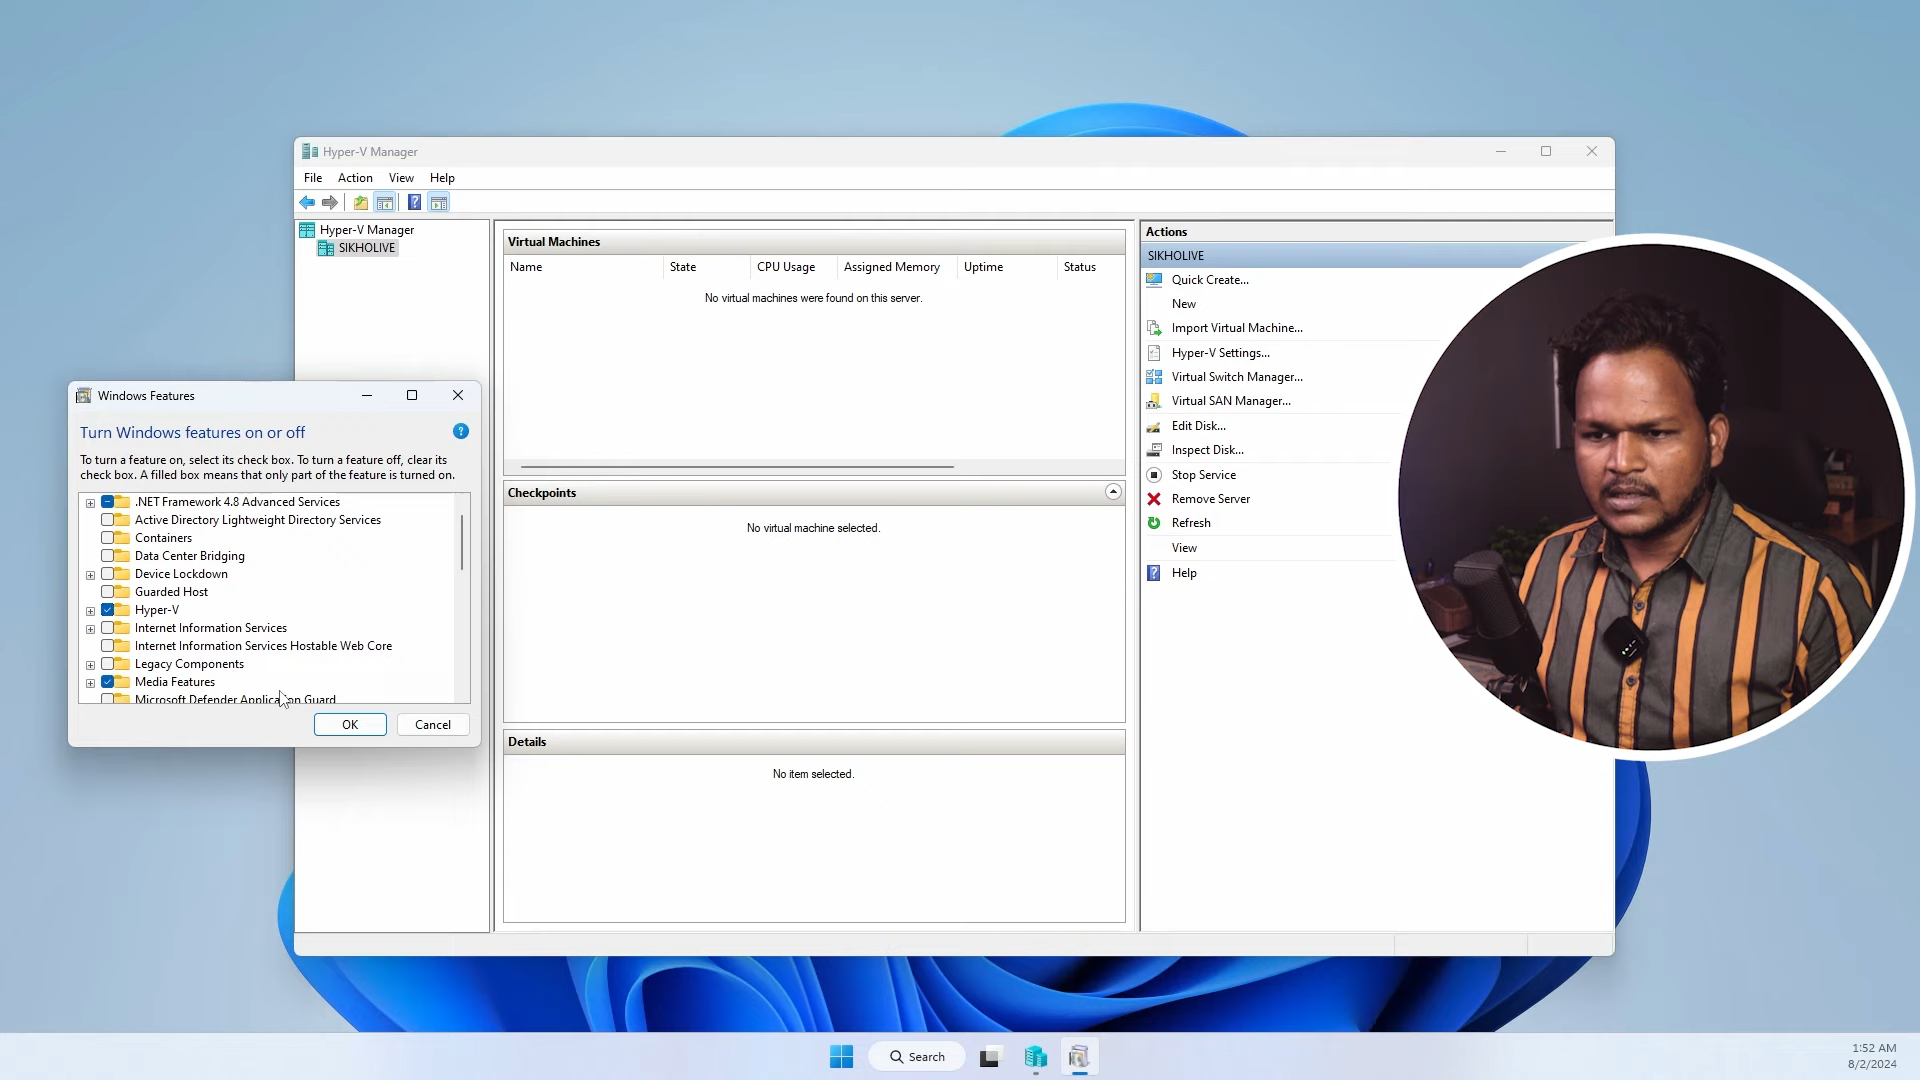 Hyper-V Manager
File Action View Help
Hyper-V Manager
SIKHOLIVE
Virtual Machines
Name State CPU Usage Assigned Memory Uptime Status
No virtual machines were found on this server.
Checkpoints
No virtual machine selected.
Details
No item selected.
Actions
SIKHOLIVE
Quick Create...
New
Import Virtual Machine...
Hyper-V Settings...
Virtual Switch Manager...
Virtual SAN Manager...
Edit Disk...
Inspect Disk...
Stop Service
Remove Server
Refresh
View
Help
Windows Features
Turn Windows features on or off
To turn a feature on, select its check box. To turn a feature off, clear its
check box. A filled box means that only part of the feature is turned on.
.NET Framework 4.8 Advanced Services
Active Directory Lightweight Directory Services
Containers
Data Center Bridging
Device Lockdown
Guarded Host
Hyper-V
Internet Information Services
Internet Information Services Hostable Web Core
Legacy Components
Media Features
Microsoft Defender Application Guard
OK Cancel
Search
1:52 AM
8/2/2024